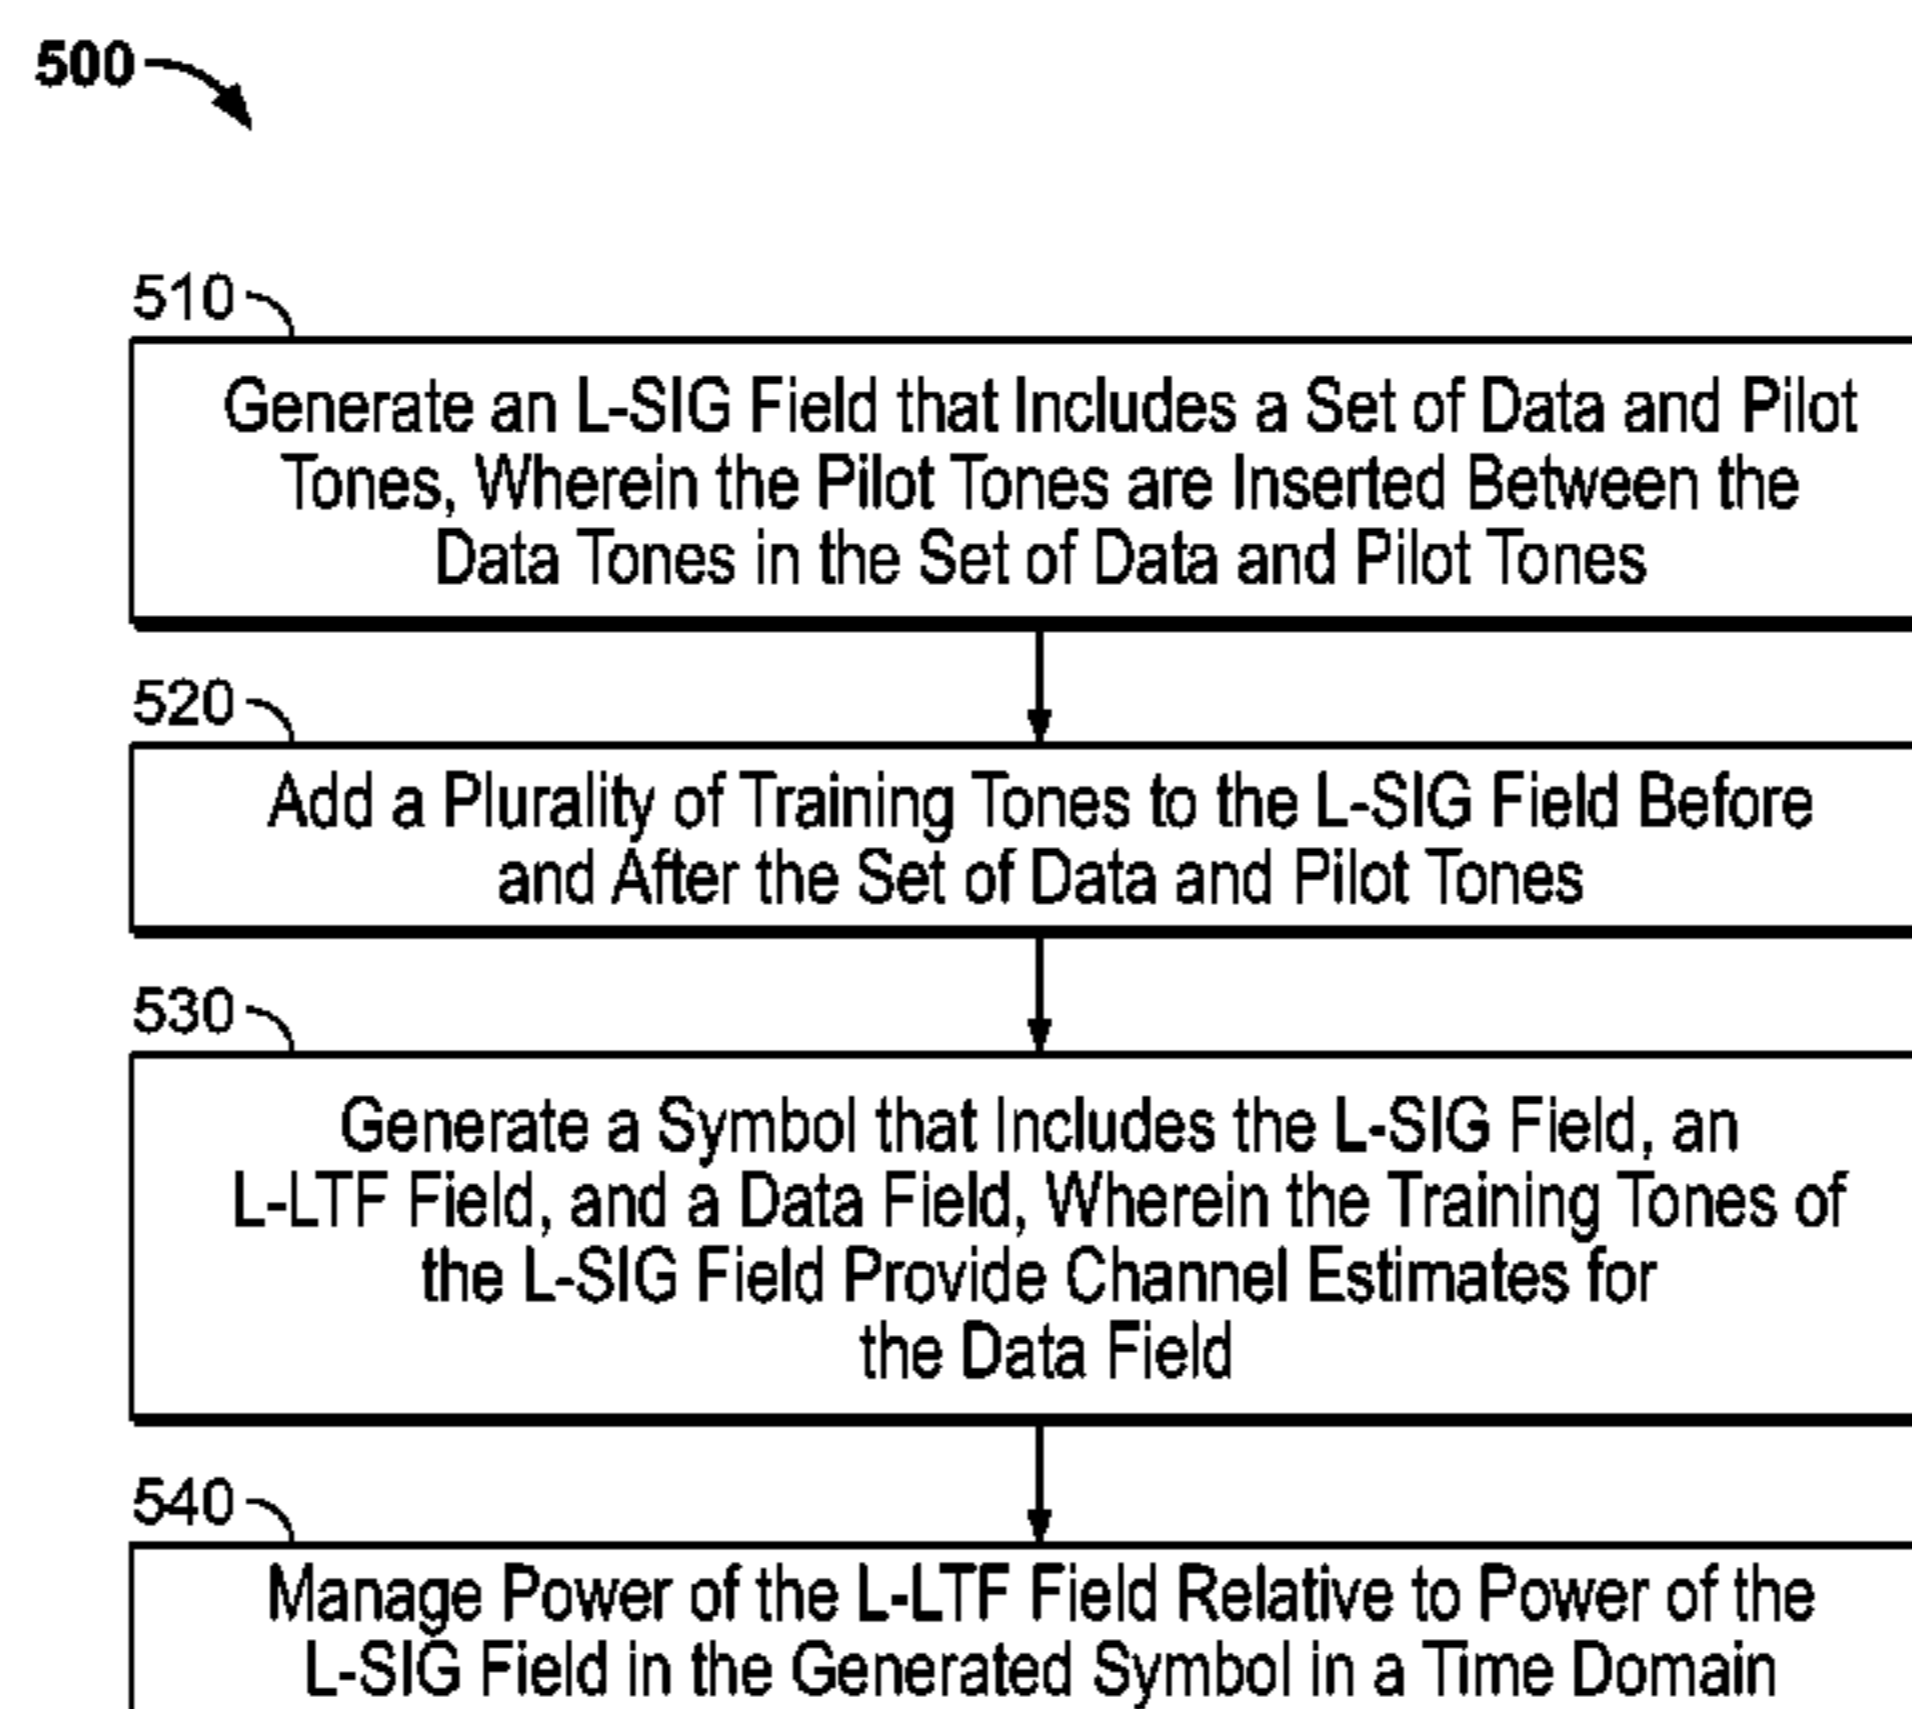 500
510
Generate an L-SIG Field that Includes a Set of Data and Pilot
Tones, Wherein the Pilot Tones are Inserted Between the
Data Tones in the Set of Data and Pilot Tones
520
Add a Plurality of Training Tones to the L-SIG Field Before
and After the Set of Data and Pilot Tones
530
Generate a Symbol that Includes the L-SIG Field, an
L-LTF Field, and a Data Field, Wherein the Training Tones of
the L-SIG Field Provide Channel Estimates for
the Data Field
540
Manage Power of the L-LTF Field Relative to Power of the
L-SIG Field in the Generated Symbol in a Time Domain